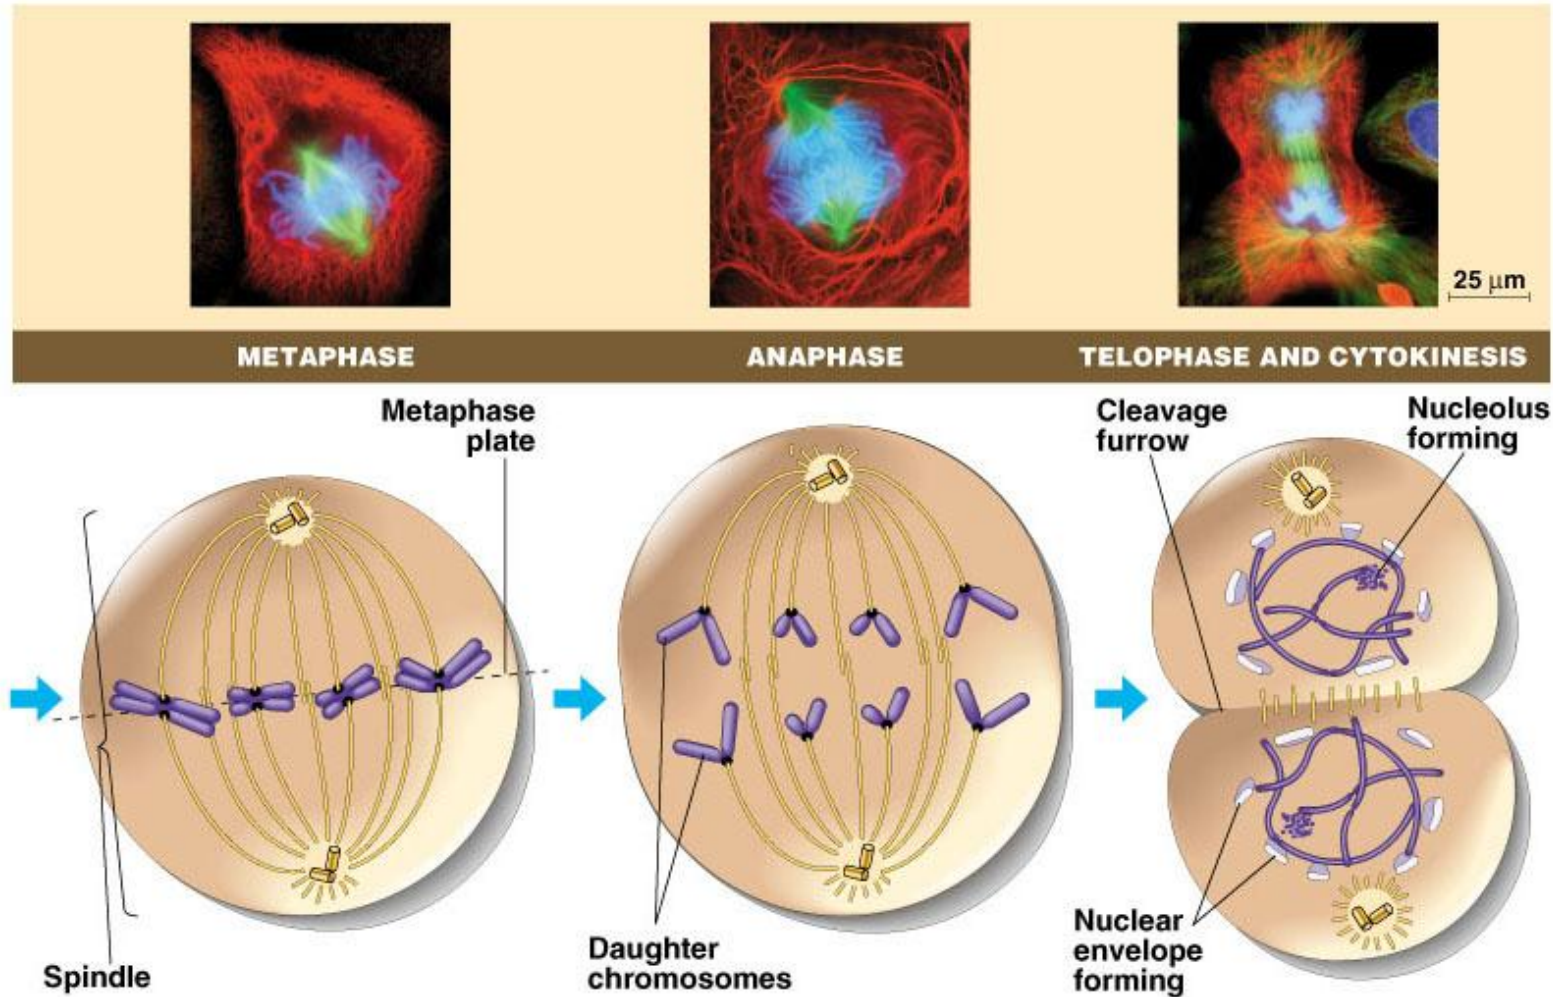 25 μm
METAPHASE
ANAPHASE
TELOPHASE AND CYTOKINESIS
Metaphase
plate
Cleavage
furrow
Nucleolus
forming
Spindle
Daughter
chromosomes
Nuclear
envelope
forming